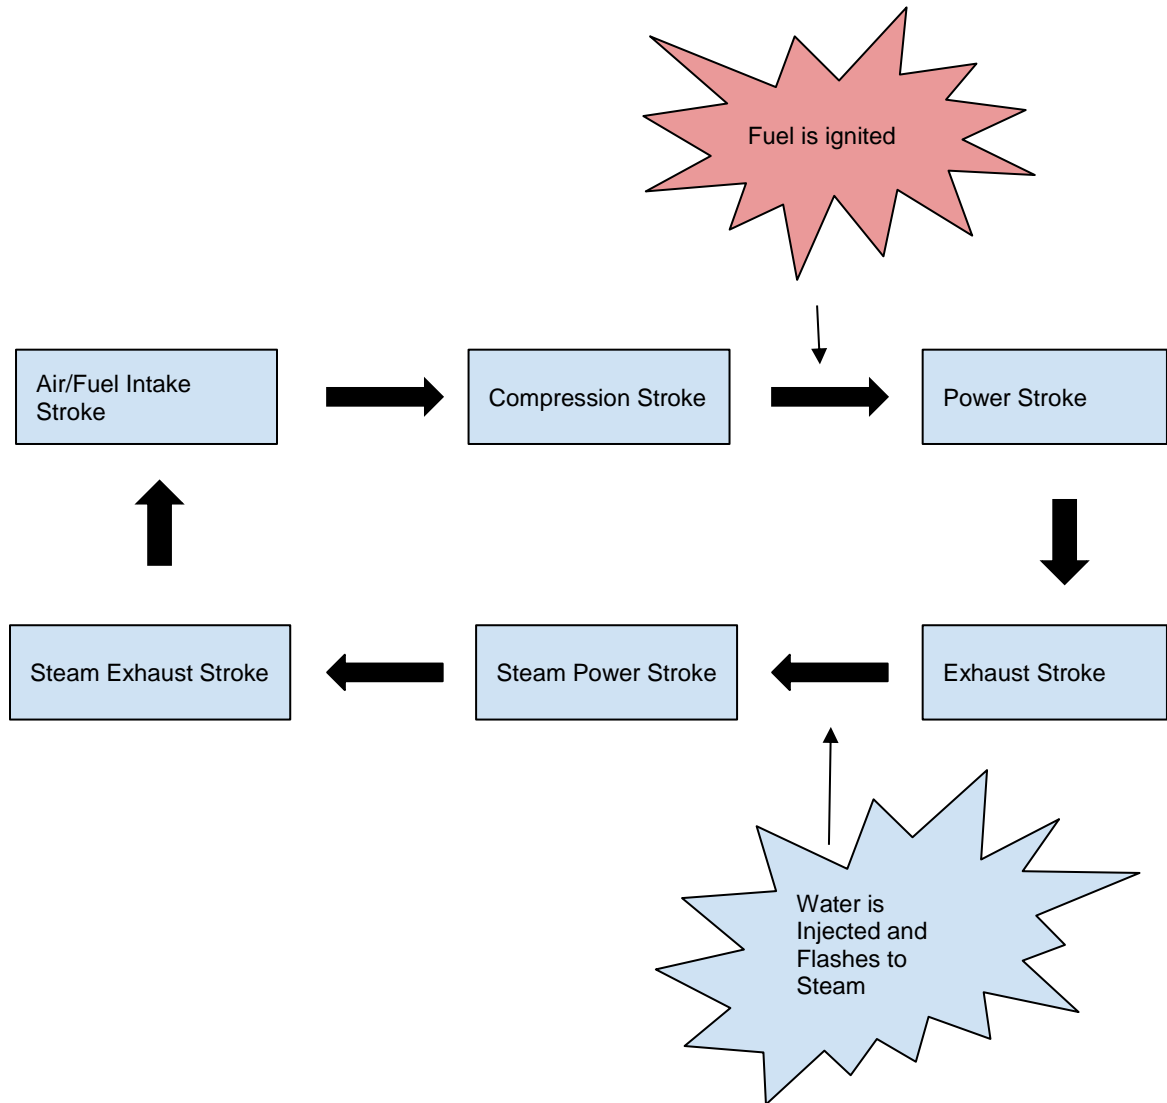 Fuel is ignited
Air/Fuel Intake
Stroke
Compression Stroke
Power Stroke
Steam Exhaust Stroke
Steam Power Stroke
Exhaust Stroke
Water is
Injected and
Flashes to
Steam